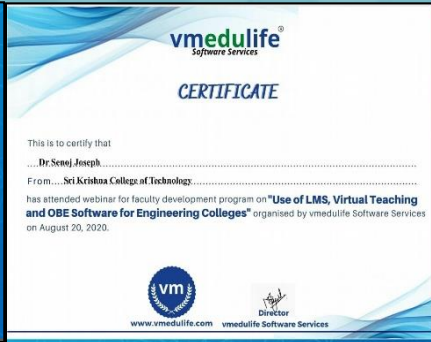 vmedulife®
Software Services
CERTIFICATE
This is to certify that
Dr Senoj Joseph
From....Sri Krishna College of Technology
has attended webinar for faculty development program on "Use of LMS, Virtual Teaching
and OBE Software for Engineering Colleges" organised by vmedulife Software Services
on August 20, 2020.
vm
Director
www.vmedulife.com vmedulife Software Services